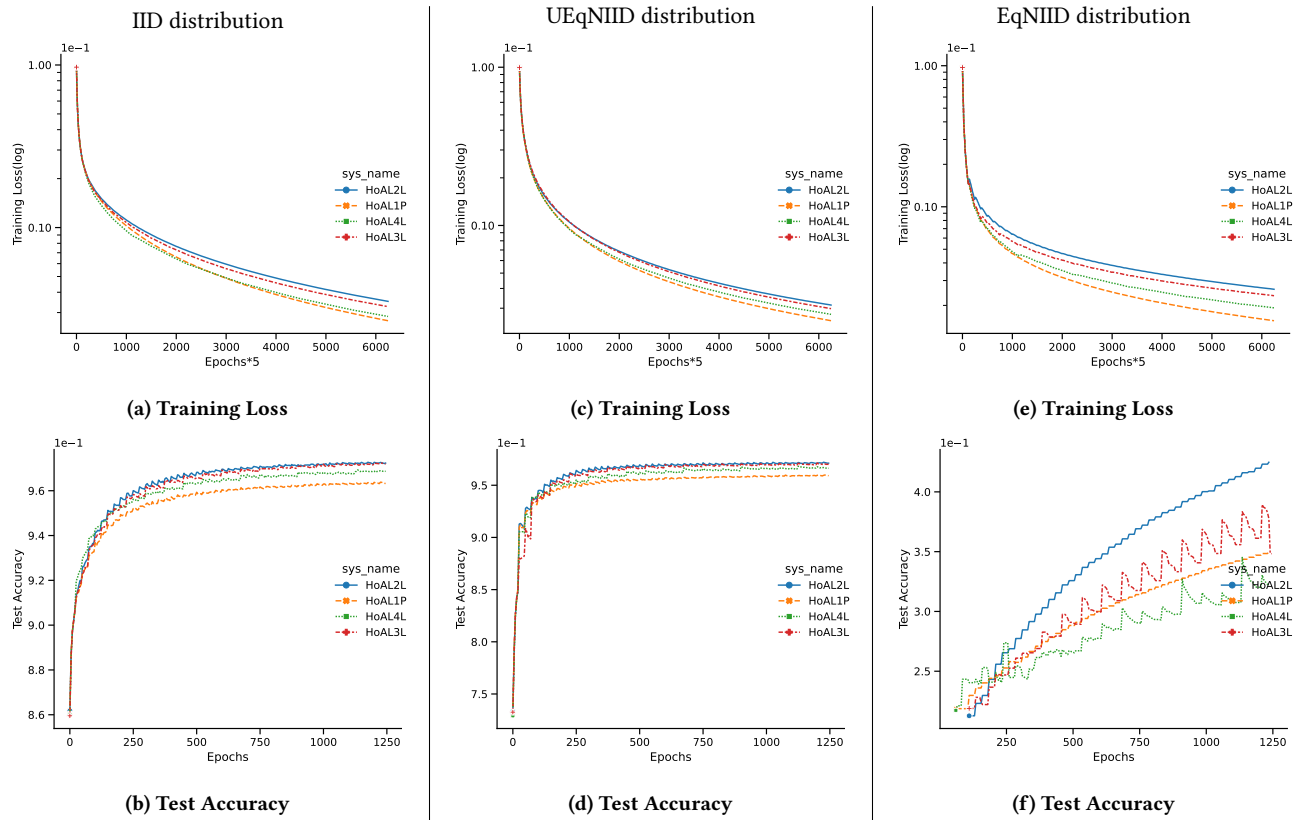 IID distribution
1e−1
1.00
0.10
Training Loss(log)
0 1000 2000 3000 4000 5000 6000
Epochs*5
sys_name
HoAL2L
HoAL1P
HoAL4L
HoAL3L
(a) Training Loss
1e−1
9.6
9.4
9.2
9.0
8.8
8.6
Test Accuracy
0 250 500 750 1000 1250
Epochs
sys_name
HoAL2L
HoAL1P
HoAL4L
HoAL3L
(b) Test Accuracy
UEqNIID distribution
1e−1
1.00
0.10
Training Loss(log)
0 1000 2000 3000 4000 5000 6000
Epochs*5
sys_name
HoAL2L
HoAL1P
HoAL4L
HoAL3L
(c) Training Loss
1e−1
9.5
9.0
8.5
8.0
7.5
Test Accuracy
0 250 500 750 1000 1250
Epochs
sys_name
HoAL2L
HoAL1P
HoAL4L
HoAL3L
(d) Test Accuracy
EqNIID distribution
1e−1
1.00
0.10
Training Loss(log)
0 1000 2000 3000 4000 5000 6000
Epochs*5
sys_name
HoAL2L
HoAL1P
HoAL4L
HoAL3L
(e) Training Loss
1e−1
4.0
3.5
3.0
2.5
Test Accuracy
250 500 750 1000 1250
Epochs
sys_name
HoAL2L
HoAL1P
HoAL4L
HoAL3L
(f) Test Accuracy